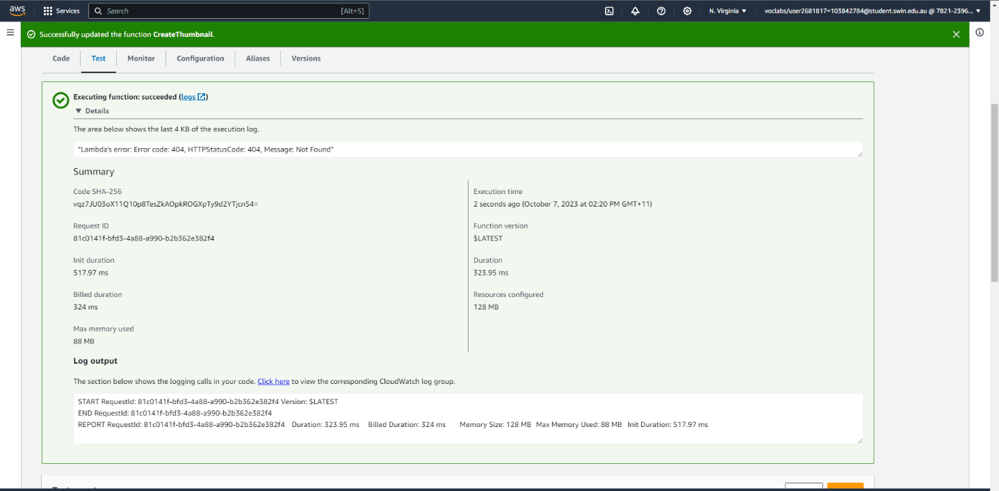 aws
Services
Search
[Alt+S]
N. Virginia
voclabs/user2681817=103842784@student.swin.edu.au @ 7821-2396...
Successfully updated the function CreateThumbnail.
Code
Test
Monitor
Configuration
Aliases
Versions
Executing function: succeeded (logs)
Details
The area below shows the last 4 KB of the execution log.
"Lambda's error: Error code: 404, HTTPStatusCode: 404, Message: Not Found"
Summary
Code SHA-256
vqz7JU03oX11Q10p8TesZkAOpkROGXpTy9d2YTjcn54=
Request ID
81c0141f-bfd3-4a88-a990-b2b362e382f4
Init duration
517.97 ms
Billed duration
324 ms
Max memory used
88 MB
Execution time
2 seconds ago (October 7, 2023 at 02:20 PM GMT+11)
Function version
$LATEST
Duration
323.95 ms
Resources configured
128 MB
Log output
The section below shows the logging calls in your code. Click here to view the corresponding CloudWatch log group.
START RequestId: 81c0141f-bfd3-4a88-a990-b2b362e382f4 Version: $LATEST
END RequestId: 81c0141f-bfd3-4a88-a990-b2b362e382f4
REPORT RequestId: 81c0141f-bfd3-4a88-a990-b2b362e382f4 Duration: 323.95 ms Billed Duration: 324 ms Memory Size: 128 MB Max Memory Used: 88 MB Init Duration: 517.97 ms